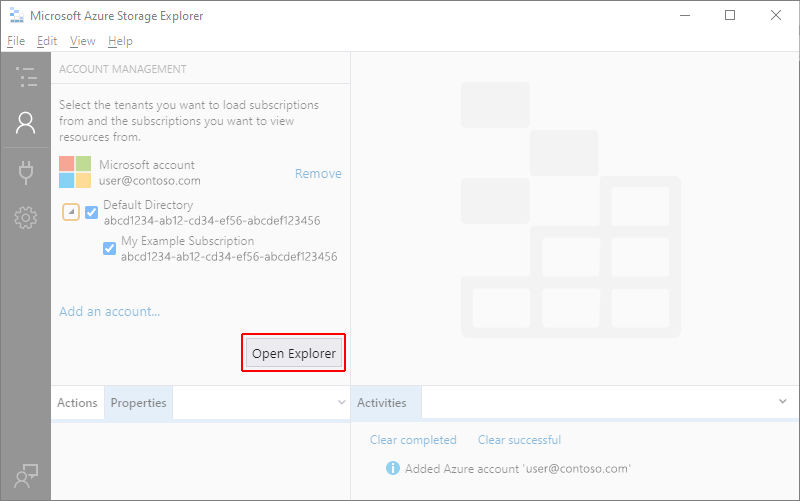 Microsoft Azure Storage Explorer
File Edit View Help
ACCOUNT MANAGEMENT
Select the tenants you want to load subscriptions
from and the subscriptions you want to view
resources from.
Microsoft account
user@contoso.com
Remove
Default Directory
abcd1234-ab12-cd34-ef56-abcdef123456
My Example Subscription
abcd1234-ab12-cd34-ef56-abcdef123456
Add an account...
Open Explorer
Actions Properties
Activities
Clear completed Clear successful
Added Azure account 'user@contoso.com'